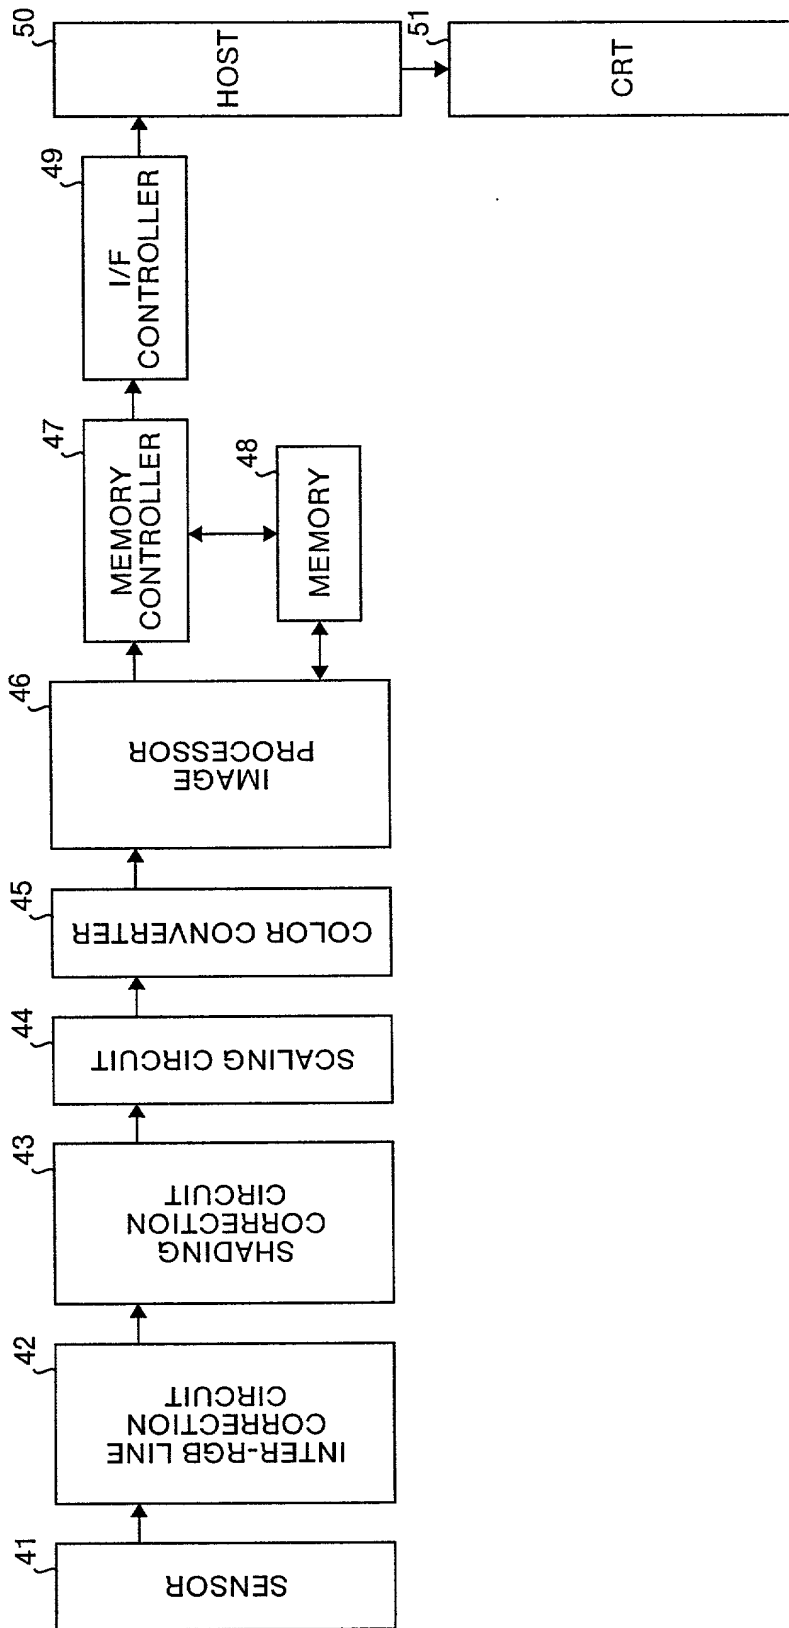 41
SENSOR
42
INTER-RGB LINE
CORRECTION
CIRCUIT
43
SHADING
CORRECTION
CIRCUIT
44
SCALING CIRCUIT
45
COLOR CONVERTER
46
IMAGE
PROCESSOR
47
MEMORY
CONTROLLER
48
MEMORY
49
I/F
CONTROLLER
50
HOST
51
CRT